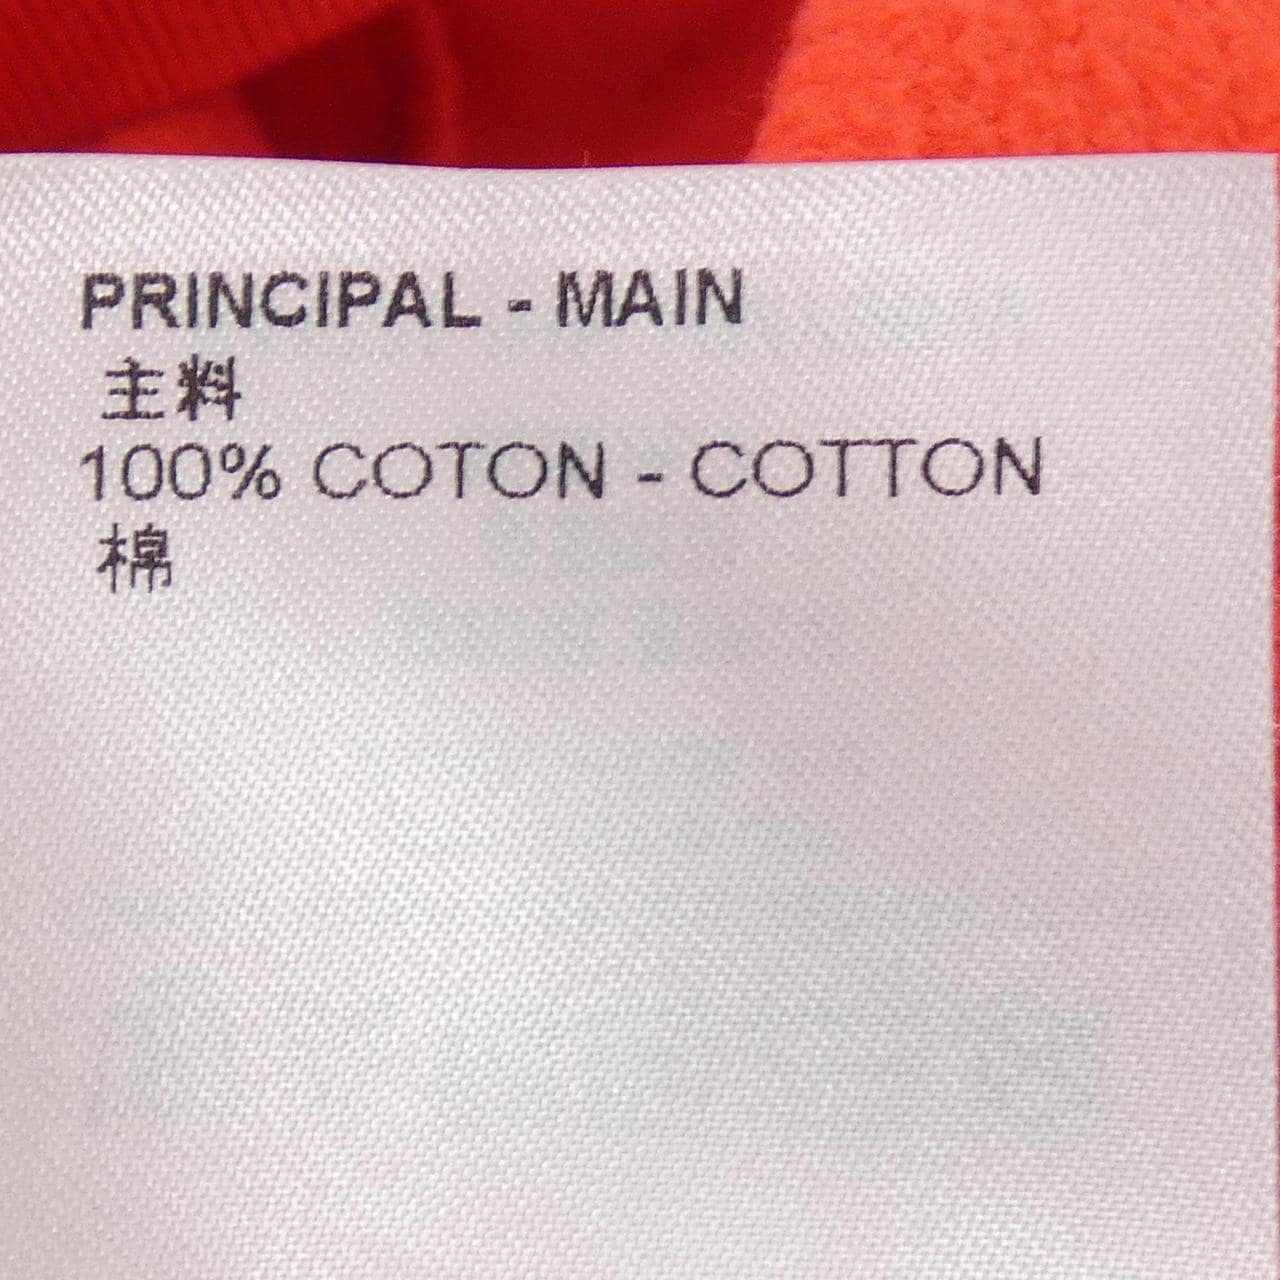 PRINCIPAL - MAIN
主料
100% COTON - COTTON
棉